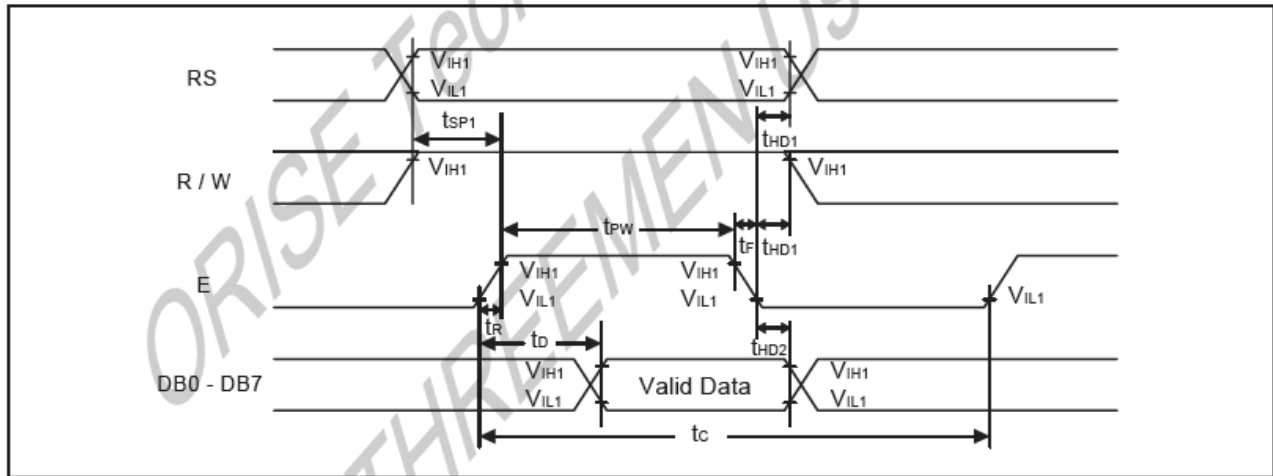 ORISE Tech
THREEMEN Us
RS
VIH1
VIL1
VIH1
VIL1
tSP1
tHD1
R / W
VIH1
VIH1
tPW
tF
tHD1
E
VIH1
VIL1
VIH1
VIL1
VIL1
tR
tD
tHD2
DB0 - DB7
VIH1
VIL1
Valid Data
VIH1
VIL1
tC